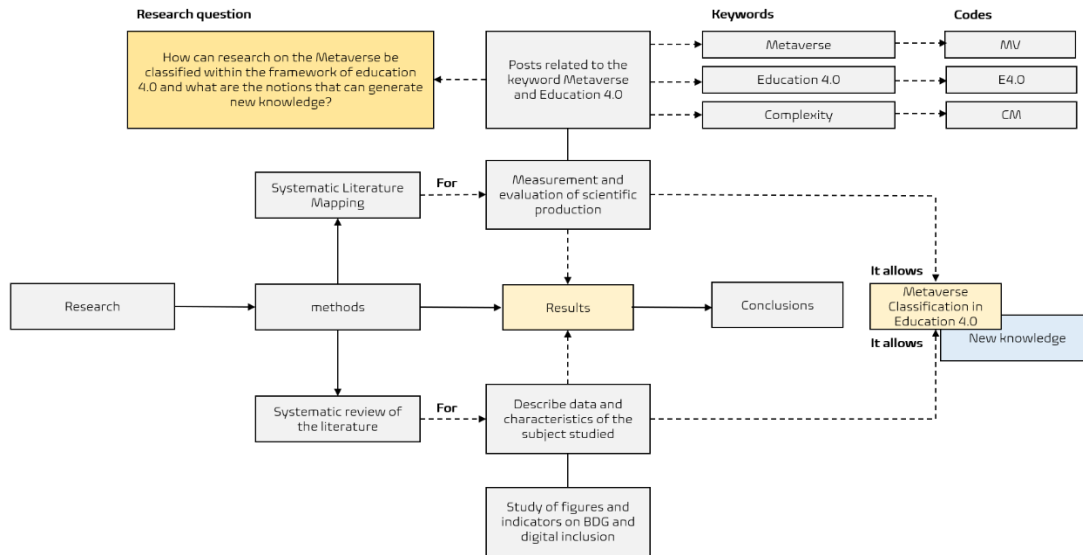 Research question
Keywords
Codes
How can research on the Metaverse be
classified within the framework of education
4.0 and what are the notions that can generate
new knowledge?
Posts related to the
keyword Metaverse
and Education 4.0
Metaverse
MV
Education 4.0
E4.0
Complexity
CM
Systematic Literature
Mapping
For
Measurement and
evaluation of scientific
production
It allows
Research
methods
Results
Conclusions
Metaverse
Classification in
Education 4.0
It allows
New knowledge
Systematic review of
the literature
For
Describe data and
characteristics of the
subject studied
Study of figures and
indicators on BDG and
digital inclusion